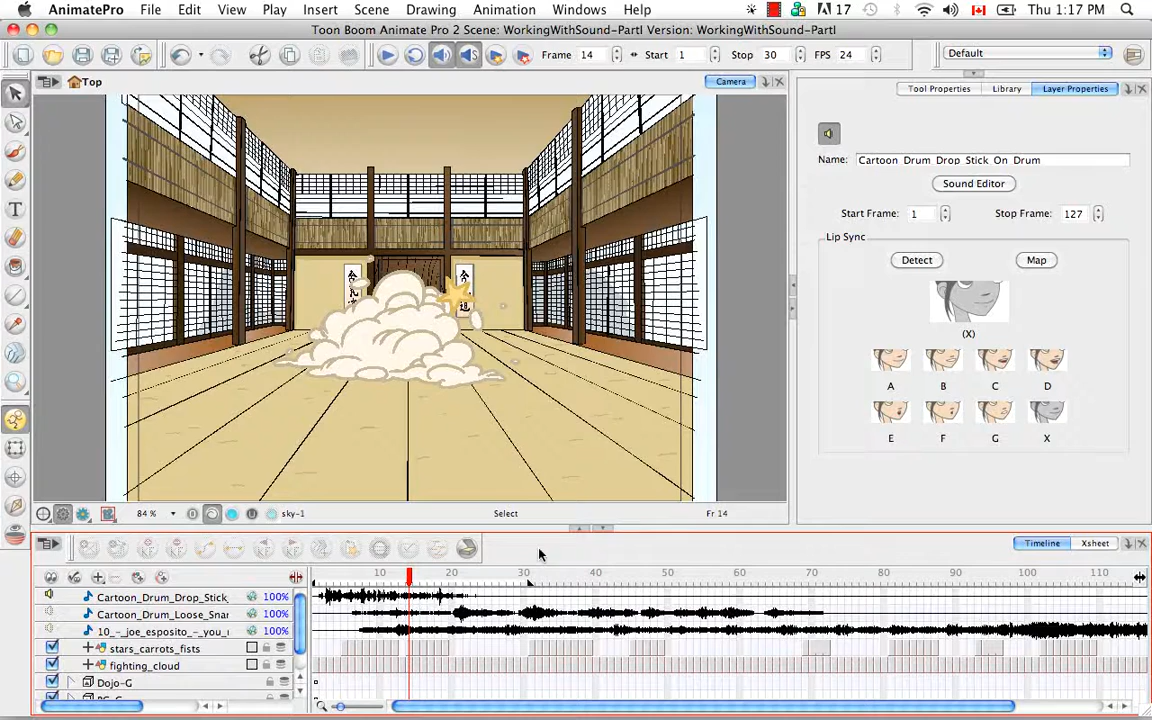 AnimatePro File Edit View Play Insert Scene Drawing Animation Windows Help 17 Thu 1:17 PM
Toon Boom Animate Pro 2 Scene: WorkingWithSound-PartI Version: WorkingWithSound-PartI
Frame 14 Start 1 Stop 30 FPS 24 Default
Top Camera Tool Properties Library Layer Properties
Name: Cartoon_Drum_Drop_Stick_On_Drum
Sound Editor
Start Frame: 1 Stop Frame: 127
Lip Sync
Detect Map
(X)
A B C D
E F G X
84 % sky-1 Select Fr 14
Timeline Xsheet
10 20 30 40 50 60 70 80 90 100 110
Cartoon_Drum_Drop_Stick_ 100%
Cartoon_Drum_Loose_Snar 100%
10_-_joe_esposito_-_you_r 100%
stars_carrots_fists
fighting_cloud
Dojo-G